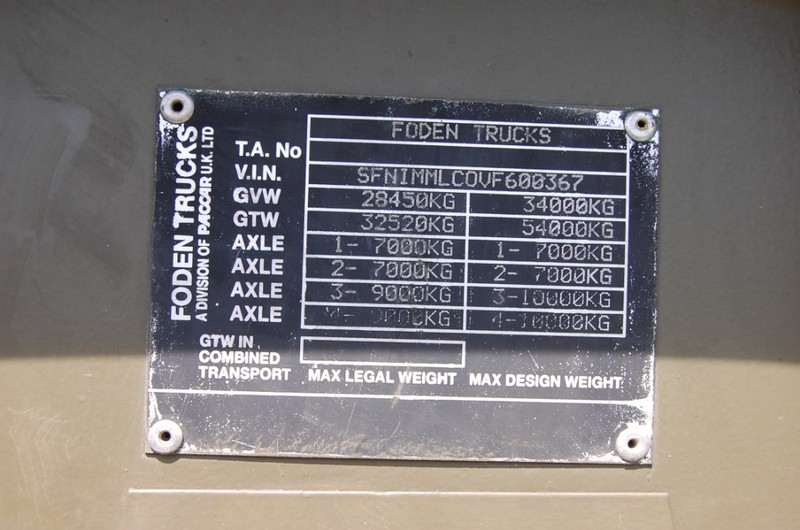 FODEN TRUCKS
A DIVISION OF PACCAR U.K. LTD
FODEN TRUCKS
T.A. No
V.I.N. SFNIMMLCOVF600367
GVW 28450KG 34000KG
GTW 32520KG 54000KG
AXLE 1- 7000KG 1- 7000KG
AXLE 2- 7000KG 2- 7000KG
AXLE 3- 9000KG 3-10000KG
AXLE 4- 9000KG 4-10000KG
GTW IN
COMBINED
TRANSPORT MAX LEGAL WEIGHT MAX DESIGN WEIGHT